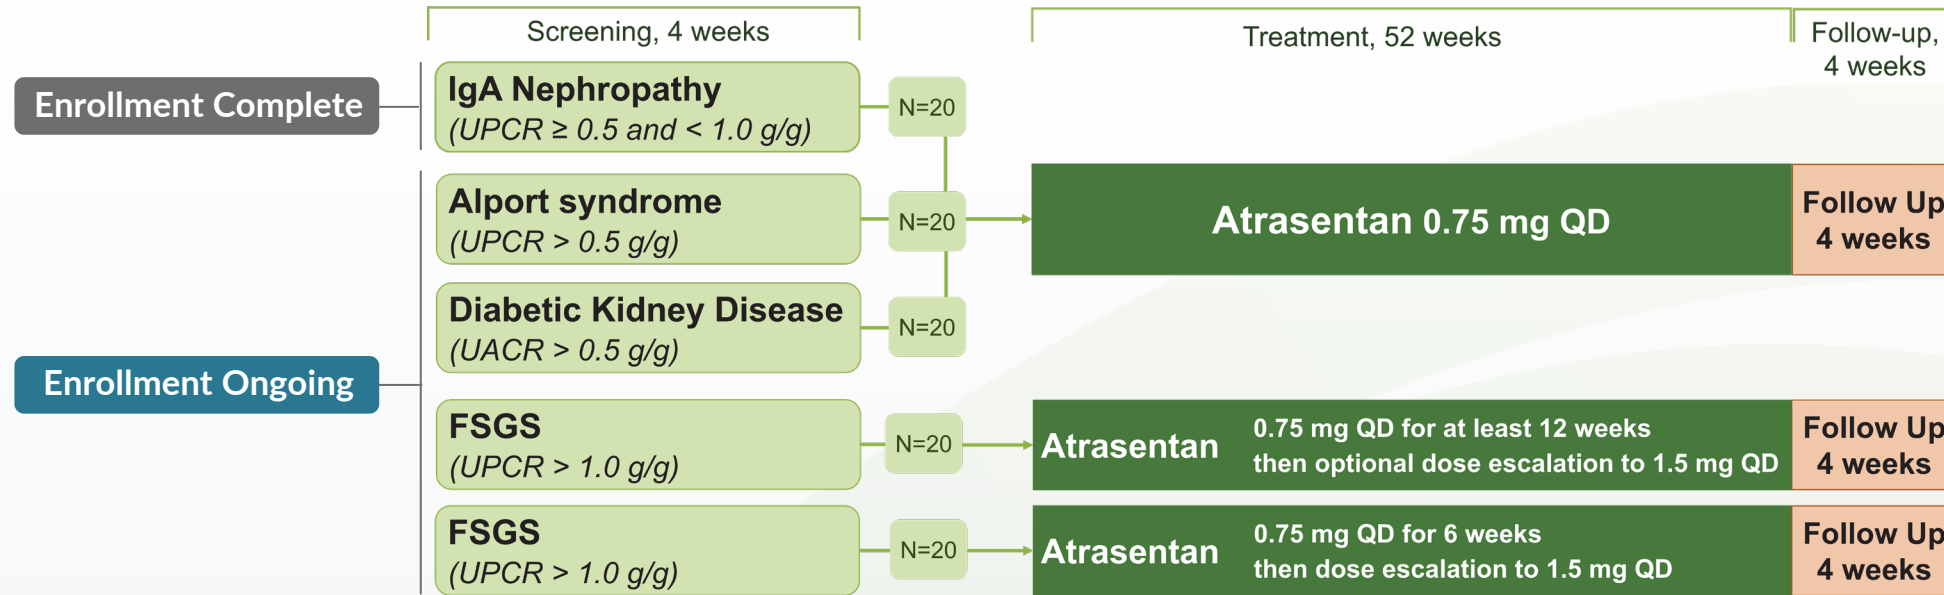 Screening, 4 weeks
Treatment, 52 weeks
Follow-up,
4 weeks
Enrollment Complete
IgA Nephropathy
(UPCR ≥ 0.5 and < 1.0 g/g)
N=20
Alport syndrome
(UPCR > 0.5 g/g)
N=20
Atrasentan 0.75 mg QD
Follow Up
4 weeks
Diabetic Kidney Disease
(UACR > 0.5 g/g)
N=20
Enrollment Ongoing
FSGS
(UPCR > 1.0 g/g)
N=20
Atrasentan
0.75 mg QD for at least 12 weeks
then optional dose escalation to 1.5 mg QD
Follow Up
4 weeks
FSGS
(UPCR > 1.0 g/g)
N=20
Atrasentan
0.75 mg QD for 6 weeks
then dose escalation to 1.5 mg QD
Follow Up
4 weeks